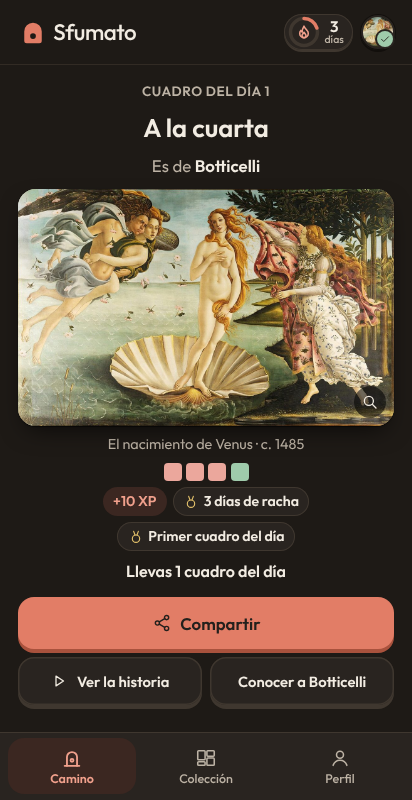 Sfumato
3
días
CUADRO DEL DÍA 1
A la cuarta
Es de Botticelli
El nacimiento de Venus · c. 1485
+10 XP
3 días de racha
Primer cuadro del día
Llevas 1 cuadro del día
Compartir
Ver la historia
Conocer a Botticelli
Camino
Colección
Perfil